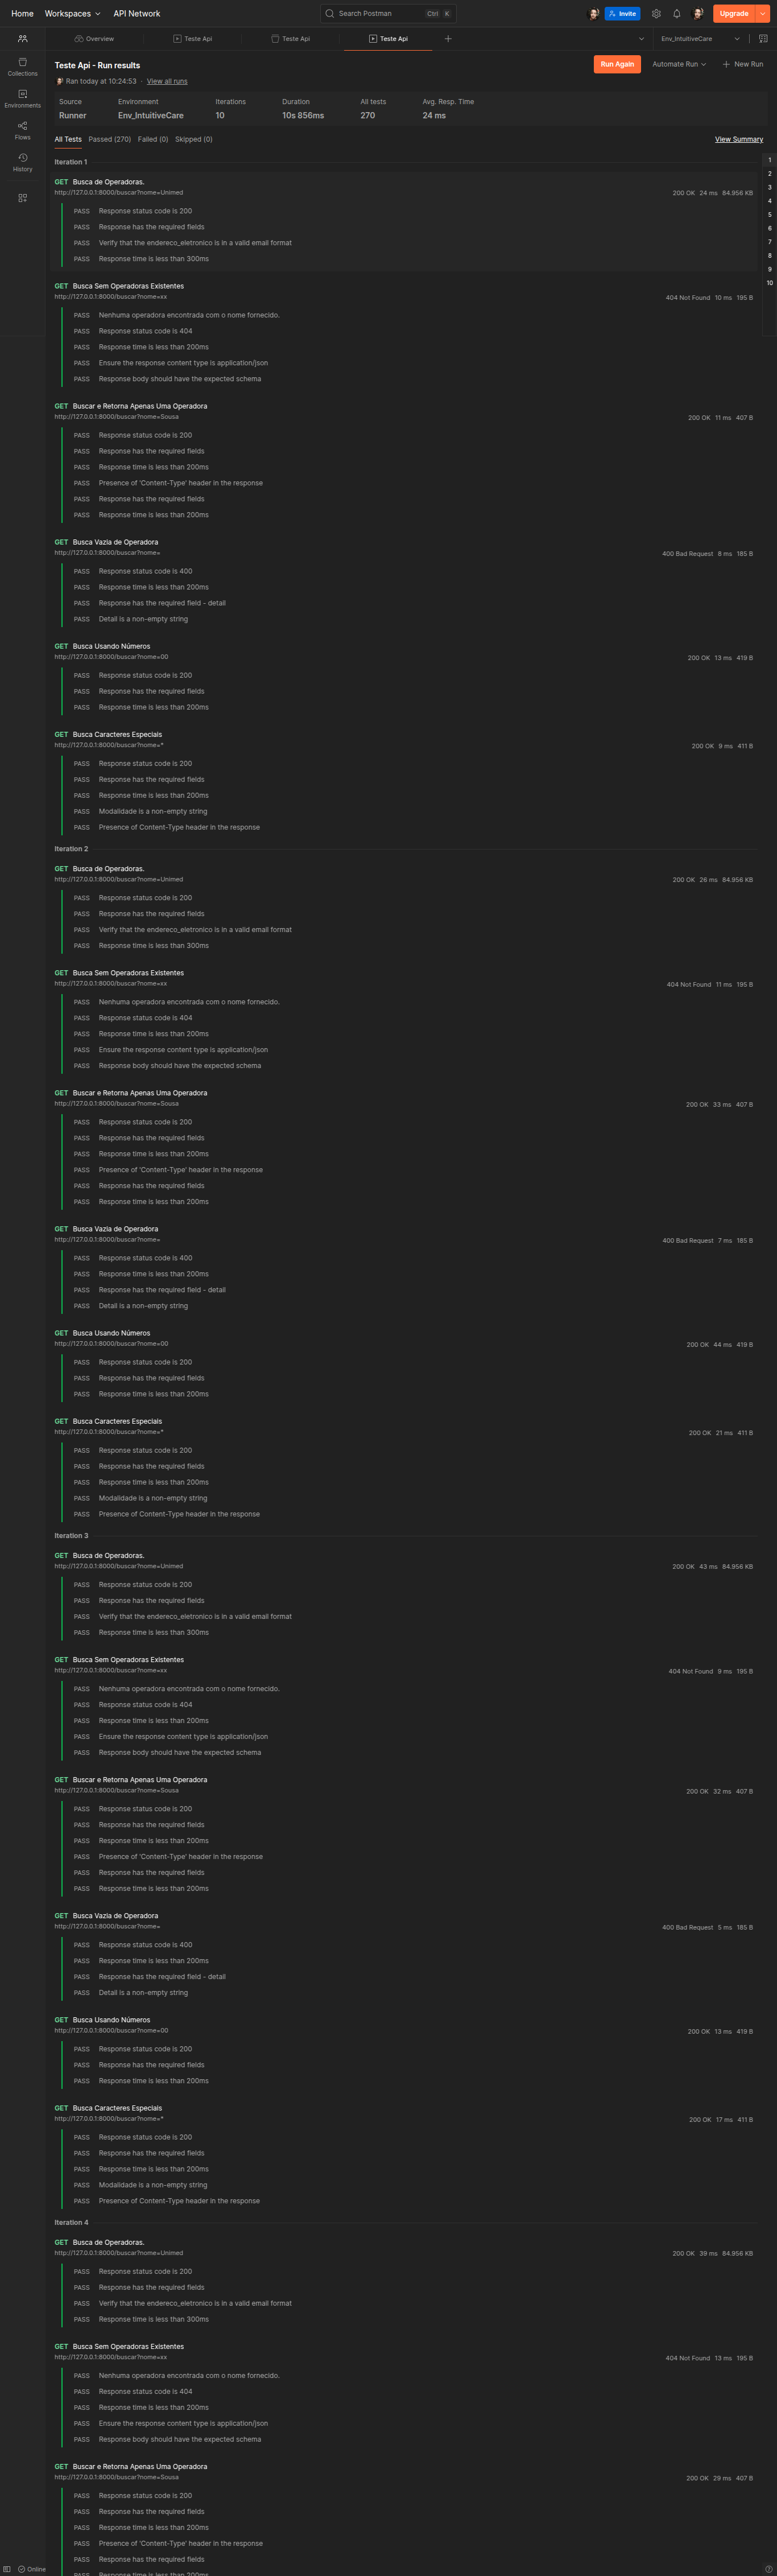 Home Workspaces API Network Search Postman Ctrl K Invite Upgrade
Overview Teste Api Teste Api Teste Api Env_IntuitiveCare
Collections
Environments
Flows
History
Teste Api - Run results Run Again Automate Run New Run
Ran today at 10:24:53 · View all runs
Source Environment Iterations Duration All tests Avg. Resp. Time
Runner Env_IntuitiveCare 10 10s 856ms 270 24 ms
All Tests Passed (270) Failed (0) Skipped (0) View Summary
1
2
3
4
5
6
7
8
9
10
Iteration 1
GET Busca de Operadoras.
http://127.0.0.1:8000/buscar?nome=Unimed 200 OK 24 ms 84.956 KB
PASS Response status code is 200
PASS Response has the required fields
PASS Verify that the endereco_eletronico is in a valid email format
PASS Response time is less than 300ms
GET Busca Sem Operadoras Existentes
http://127.0.0.1:8000/buscar?nome=xx 404 Not Found 10 ms 195 B
PASS Nenhuma operadora encontrada com o nome fornecido.
PASS Response status code is 404
PASS Response time is less than 200ms
PASS Ensure the response content type is application/json
PASS Response body should have the expected schema
GET Buscar e Retorna Apenas Uma Operadora
http://127.0.0.1:8000/buscar?nome=Sousa 200 OK 11 ms 407 B
PASS Response status code is 200
PASS Response has the required fields
PASS Response time is less than 200ms
PASS Presence of 'Content-Type' header in the response
PASS Response has the required fields
PASS Response time is less than 200ms
GET Busca Vazia de Operadora
http://127.0.0.1:8000/buscar?nome= 400 Bad Request 8 ms 185 B
PASS Response status code is 400
PASS Response time is less than 200ms
PASS Response has the required field - detail
PASS Detail is a non-empty string
GET Busca Usando Números
http://127.0.0.1:8000/buscar?nome=00 200 OK 13 ms 419 B
PASS Response status code is 200
PASS Response has the required fields
PASS Response time is less than 200ms
GET Busca Caracteres Especiais
http://127.0.0.1:8000/buscar?nome=* 200 OK 9 ms 411 B
PASS Response status code is 200
PASS Response has the required fields
PASS Response time is less than 200ms
PASS Modalidade is a non-empty string
PASS Presence of Content-Type header in the response
Iteration 2
GET Busca de Operadoras.
http://127.0.0.1:8000/buscar?nome=Unimed 200 OK 26 ms 84.956 KB
PASS Response status code is 200
PASS Response has the required fields
PASS Verify that the endereco_eletronico is in a valid email format
PASS Response time is less than 300ms
GET Busca Sem Operadoras Existentes
http://127.0.0.1:8000/buscar?nome=xx 404 Not Found 11 ms 195 B
PASS Nenhuma operadora encontrada com o nome fornecido.
PASS Response status code is 404
PASS Response time is less than 200ms
PASS Ensure the response content type is application/json
PASS Response body should have the expected schema
GET Buscar e Retorna Apenas Uma Operadora
http://127.0.0.1:8000/buscar?nome=Sousa 200 OK 33 ms 407 B
PASS Response status code is 200
PASS Response has the required fields
PASS Response time is less than 200ms
PASS Presence of 'Content-Type' header in the response
PASS Response has the required fields
PASS Response time is less than 200ms
GET Busca Vazia de Operadora
http://127.0.0.1:8000/buscar?nome= 400 Bad Request 7 ms 185 B
PASS Response status code is 400
PASS Response time is less than 200ms
PASS Response has the required field - detail
PASS Detail is a non-empty string
GET Busca Usando Números
http://127.0.0.1:8000/buscar?nome=00 200 OK 44 ms 419 B
PASS Response status code is 200
PASS Response has the required fields
PASS Response time is less than 200ms
GET Busca Caracteres Especiais
http://127.0.0.1:8000/buscar?nome=* 200 OK 21 ms 411 B
PASS Response status code is 200
PASS Response has the required fields
PASS Response time is less than 200ms
PASS Modalidade is a non-empty string
PASS Presence of Content-Type header in the response
Iteration 3
GET Busca de Operadoras.
http://127.0.0.1:8000/buscar?nome=Unimed 200 OK 43 ms 84.956 KB
PASS Response status code is 200
PASS Response has the required fields
PASS Verify that the endereco_eletronico is in a valid email format
PASS Response time is less than 300ms
GET Busca Sem Operadoras Existentes
http://127.0.0.1:8000/buscar?nome=xx 404 Not Found 9 ms 195 B
PASS Nenhuma operadora encontrada com o nome fornecido.
PASS Response status code is 404
PASS Response time is less than 200ms
PASS Ensure the response content type is application/json
PASS Response body should have the expected schema
GET Buscar e Retorna Apenas Uma Operadora
http://127.0.0.1:8000/buscar?nome=Sousa 200 OK 32 ms 407 B
PASS Response status code is 200
PASS Response has the required fields
PASS Response time is less than 200ms
PASS Presence of 'Content-Type' header in the response
PASS Response has the required fields
PASS Response time is less than 200ms
GET Busca Vazia de Operadora
http://127.0.0.1:8000/buscar?nome= 400 Bad Request 5 ms 185 B
PASS Response status code is 400
PASS Response time is less than 200ms
PASS Response has the required field - detail
PASS Detail is a non-empty string
GET Busca Usando Números
http://127.0.0.1:8000/buscar?nome=00 200 OK 13 ms 419 B
PASS Response status code is 200
PASS Response has the required fields
PASS Response time is less than 200ms
GET Busca Caracteres Especiais
http://127.0.0.1:8000/buscar?nome=* 200 OK 17 ms 411 B
PASS Response status code is 200
PASS Response has the required fields
PASS Response time is less than 200ms
PASS Modalidade is a non-empty string
PASS Presence of Content-Type header in the response
Iteration 4
GET Busca de Operadoras.
http://127.0.0.1:8000/buscar?nome=Unimed 200 OK 39 ms 84.956 KB
PASS Response status code is 200
PASS Response has the required fields
PASS Verify that the endereco_eletronico is in a valid email format
PASS Response time is less than 300ms
GET Busca Sem Operadoras Existentes
http://127.0.0.1:8000/buscar?nome=xx 404 Not Found 13 ms 195 B
PASS Nenhuma operadora encontrada com o nome fornecido.
PASS Response status code is 404
PASS Response time is less than 200ms
PASS Ensure the response content type is application/json
PASS Response body should have the expected schema
GET Buscar e Retorna Apenas Uma Operadora
http://127.0.0.1:8000/buscar?nome=Sousa 200 OK 29 ms 407 B
PASS Response status code is 200
PASS Response has the required fields
PASS Response time is less than 200ms
PASS Presence of 'Content-Type' header in the response
PASS Response has the required fields
PASS Response time is less than 200ms
Online